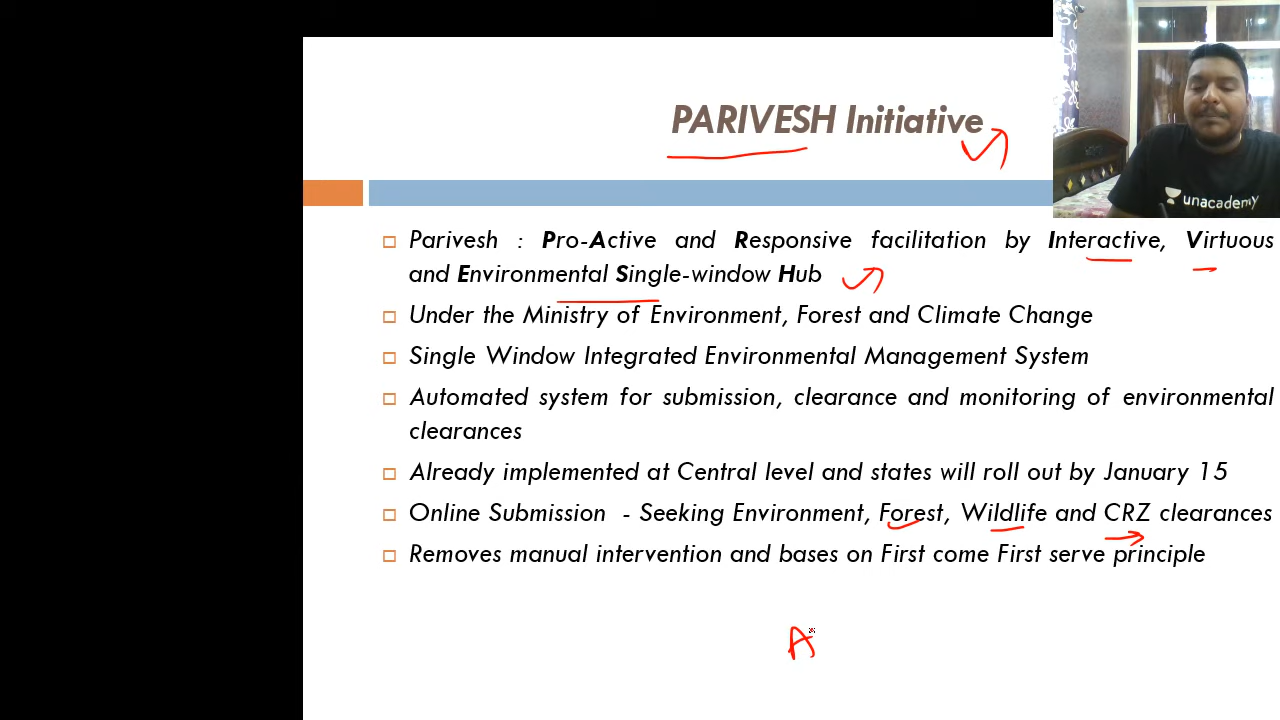 PARIVESH Initiative
unacademy
Parivesh : Pro-Active and Responsive facilitation by Interactive, Virtuous
and Environmental Single-window Hub
Under the Ministry of Environment, Forest and Climate Change
Single Window Integrated Environmental Management System
Automated system for submission, clearance and monitoring of environmental
clearances
Already implemented at Central level and states will roll out by January 15
Online Submission - Seeking Environment, Forest, Wildlife and CRZ clearances
Removes manual intervention and bases on First come First serve principle
A